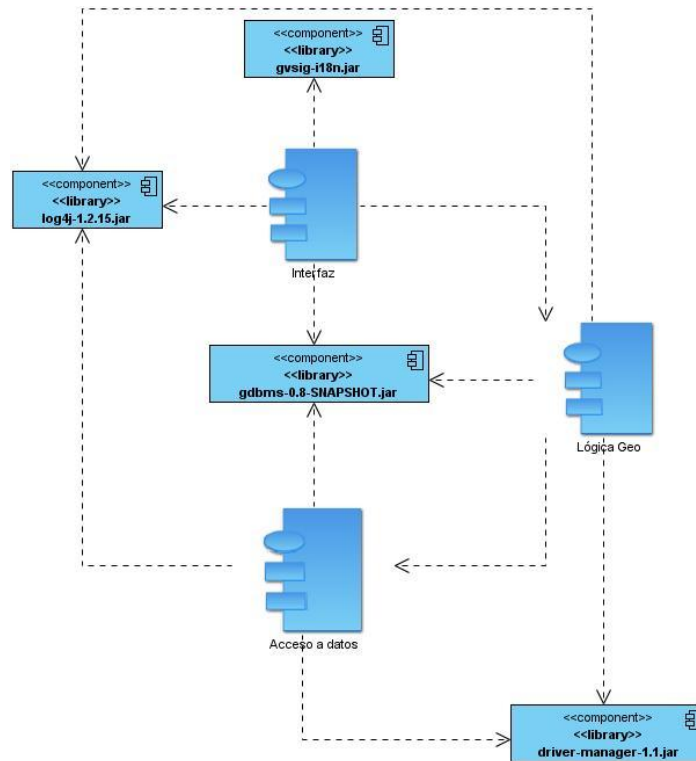 <<component>>
<<library>>
gvsig-i18n.jar
<<component>>
<<library>>
log4j-1.2.15.jar
Interfaz
<<component>>
<<library>>
gdbms-0.8-SNAPSHOT.jar
Lógica Geo
Acceso a datos
<<component>>
<<library>>
driver-manager-1.1.jar